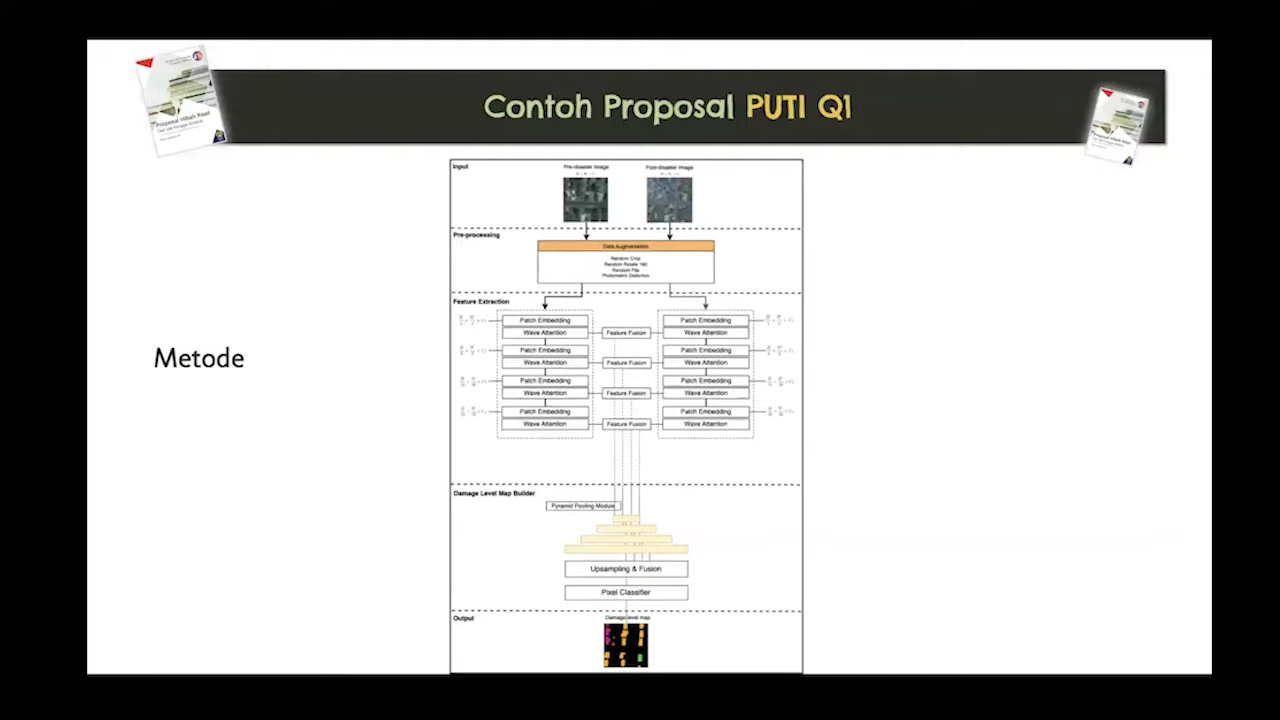 Contoh Proposal PUTI Q1
Proposal Hibah Riset
Metode
Input
Pre-disaster Image
Post-disaster Image
Pre-processing
Data Augmentation
Random Crop
Random Rotate 180
Random Flip
Photometric Distortion
Feature Extraction
Patch Embedding
Wave Attention
Feature Fusion
Patch Embedding
Wave Attention
Patch Embedding
Wave Attention
Feature Fusion
Patch Embedding
Wave Attention
Patch Embedding
Wave Attention
Feature Fusion
Patch Embedding
Wave Attention
Patch Embedding
Wave Attention
Feature Fusion
Patch Embedding
Wave Attention
Damage Level Map Builder
Pyramid Pooling Module
Upsampling & Fusion
Pixel Classifier
Output
Damage level map